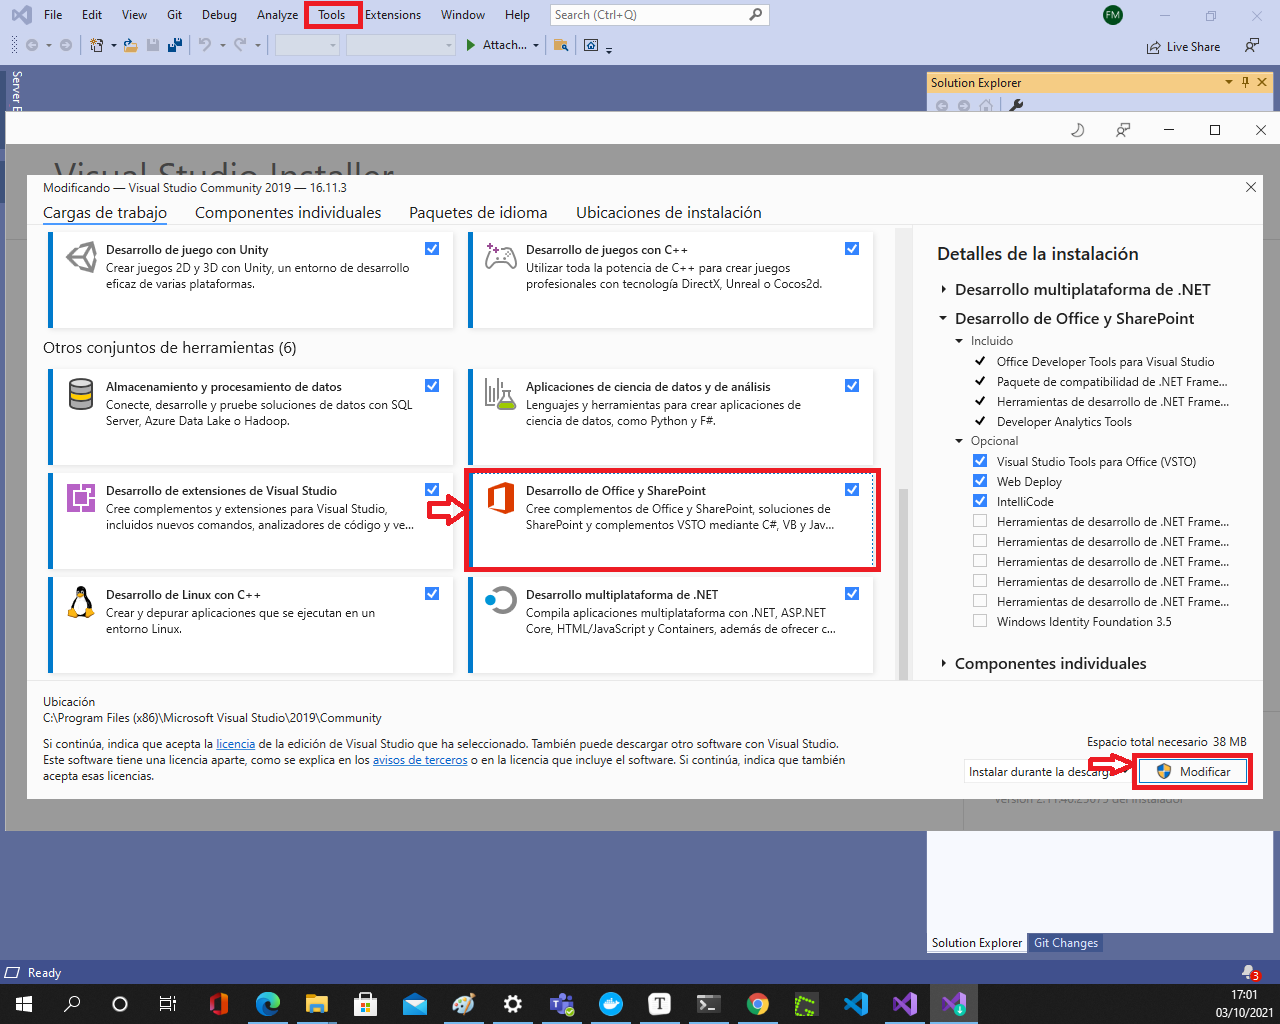 File Edit View Git Debug Analyze Tools Extensions Window Help Search (Ctrl+Q) FM
Attach... Live Share
Server E
Solution Explorer
Visual Studio Installer
Modificando — Visual Studio Community 2019 — 16.11.3
Cargas de trabajo Componentes individuales Paquetes de idioma Ubicaciones de instalación
Desarrollo de juego con Unity
Crear juegos 2D y 3D con Unity, un entorno de desarrollo
eficaz de varias plataformas.
Desarrollo de juegos con C++
Utilizar toda la potencia de C++ para crear juegos
profesionales con tecnología DirectX, Unreal o Cocos2d.
Otros conjuntos de herramientas (6)
Almacenamiento y procesamiento de datos
Conecte, desarrolle y pruebe soluciones de datos con SQL
Server, Azure Data Lake o Hadoop.
Aplicaciones de ciencia de datos y de análisis
Lenguajes y herramientas para crear aplicaciones de
ciencia de datos, como Python y F#.
Desarrollo de extensiones de Visual Studio
Cree complementos y extensiones para Visual Studio,
incluidos nuevos comandos, analizadores de código y ve...
Desarrollo de Office y SharePoint
Cree complementos de Office y SharePoint, soluciones de
SharePoint y complementos VSTO mediante C#, VB y Jav...
Desarrollo de Linux con C++
Crear y depurar aplicaciones que se ejecutan en un
entorno Linux.
Desarrollo multiplataforma de .NET
Compila aplicaciones multiplataforma con .NET, ASP.NET
Core, HTML/JavaScript y Containers, además de ofrecer c...
Detalles de la instalación
Desarrollo multiplataforma de .NET
Desarrollo de Office y SharePoint
Incluido
Office Developer Tools para Visual Studio
Paquete de compatibilidad de .NET Frame...
Herramientas de desarrollo de .NET Frame...
Developer Analytics Tools
Opcional
Visual Studio Tools para Office (VSTO)
Web Deploy
IntelliCode
Herramientas de desarrollo de .NET Frame...
Herramientas de desarrollo de .NET Frame...
Herramientas de desarrollo de .NET Frame...
Herramientas de desarrollo de .NET Frame...
Herramientas de desarrollo de .NET Frame...
Windows Identity Foundation 3.5
Componentes individuales
Ubicación
C:\Program Files (x86)\Microsoft Visual Studio\2019\Community
Si continúa, indica que acepta la licencia de la edición de Visual Studio que ha seleccionado. También puede descargar otro software con Visual Studio.
Este software tiene una licencia aparte, como se explica en los avisos de terceros o en la licencia que incluye el software. Si continúa, indica que también
acepta esas licencias.
Espacio total necesario 38 MB
Instalar durante la descarga Modificar
del instalador
Solution Explorer Git Changes
Ready 3
17:01
03/10/2021